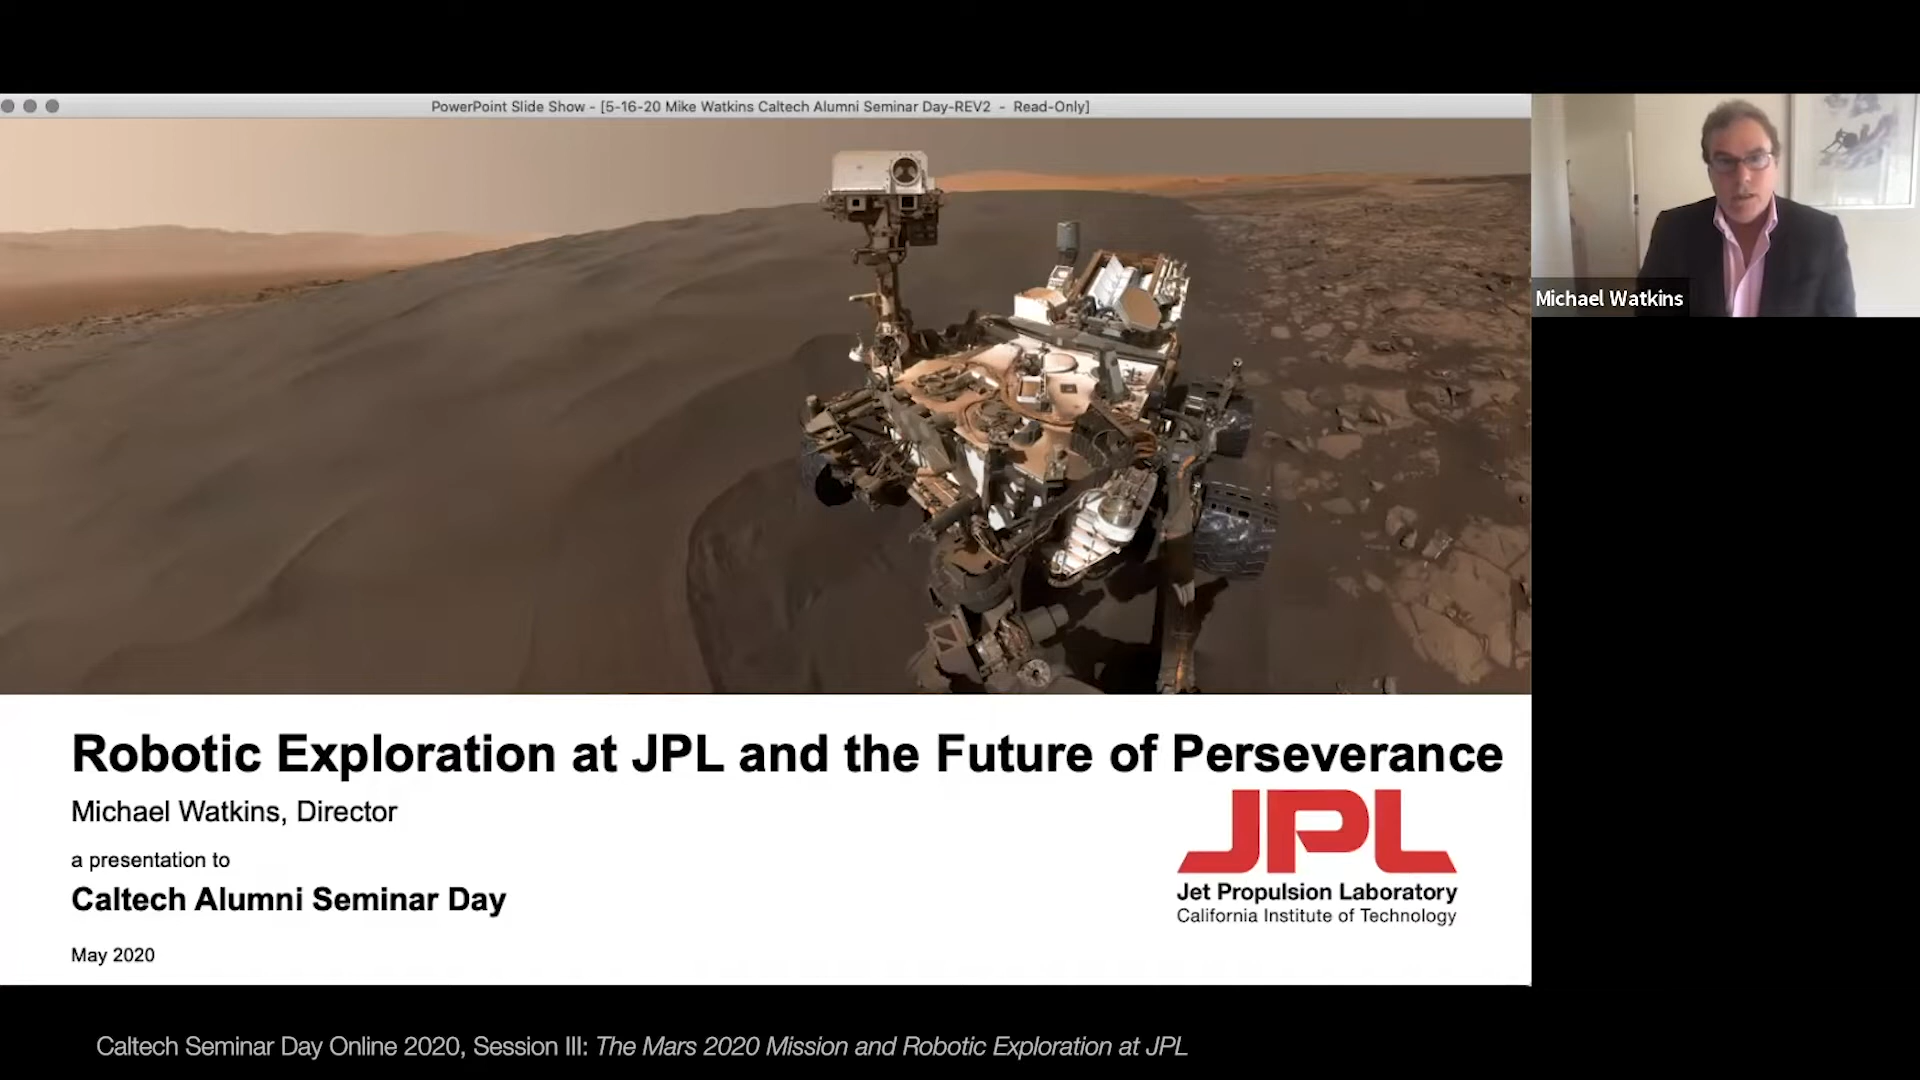 PowerPoint Slide Show - [5-16-20 Mike Watkins Caltech Alumni Seminar Day-REV2 - Read-Only]
Michael Watkins
Robotic Exploration at JPL and the Future of Perseverance
Michael Watkins, Director
a presentation to
Caltech Alumni Seminar Day
May 2020
JPL
Jet Propulsion Laboratory
California Institute of Technology
Caltech Seminar Day Online 2020, Session III: The Mars 2020 Mission and Robotic Exploration at JPL